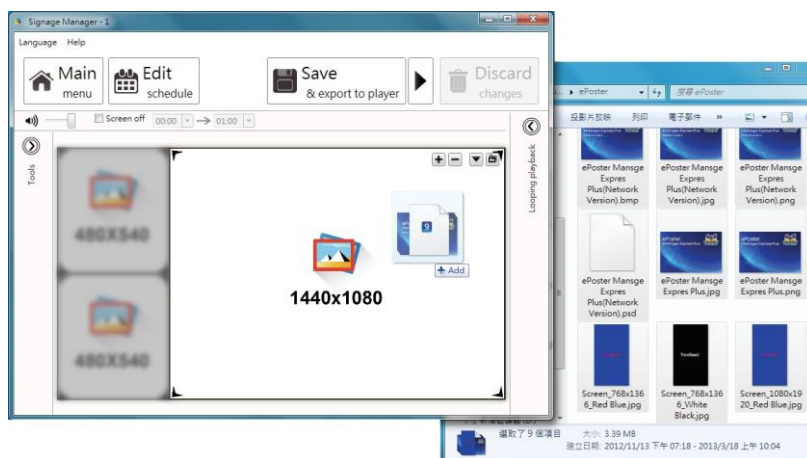 Signage Manager - 1
Language Help
Main menu
Edit schedule
Save & export to player
Discard changes
Screen off 00:00 01:00
Tools
Looping playback
480X540
480X540
1440x1080
9
Add
ePoster
搜尋 ePoster
投影片放映 列印 電子郵件 »
ePoster Mansge Expres Plus(Network Version).bmp
ePoster Mansge Expres Plus(Network Version).jpg
ePoster Mansge Expres Plus(Network Version).png
ePoster Mansge Expres Plus(Network Version).psd
ePoster Mansge Expres Plus.jpg
ePoster Mansge Expres Plus.png
Screen_768x1366_Red Blue.jpg
Screen_768x1366_White Black.jpg
Screen_1080x1920_Red Blue.jpg
選取了 9 個項目 大小: 3.39 MB
建立日期: 2012/11/13 下午 07:18 - 2013/3/18 上午 10:04